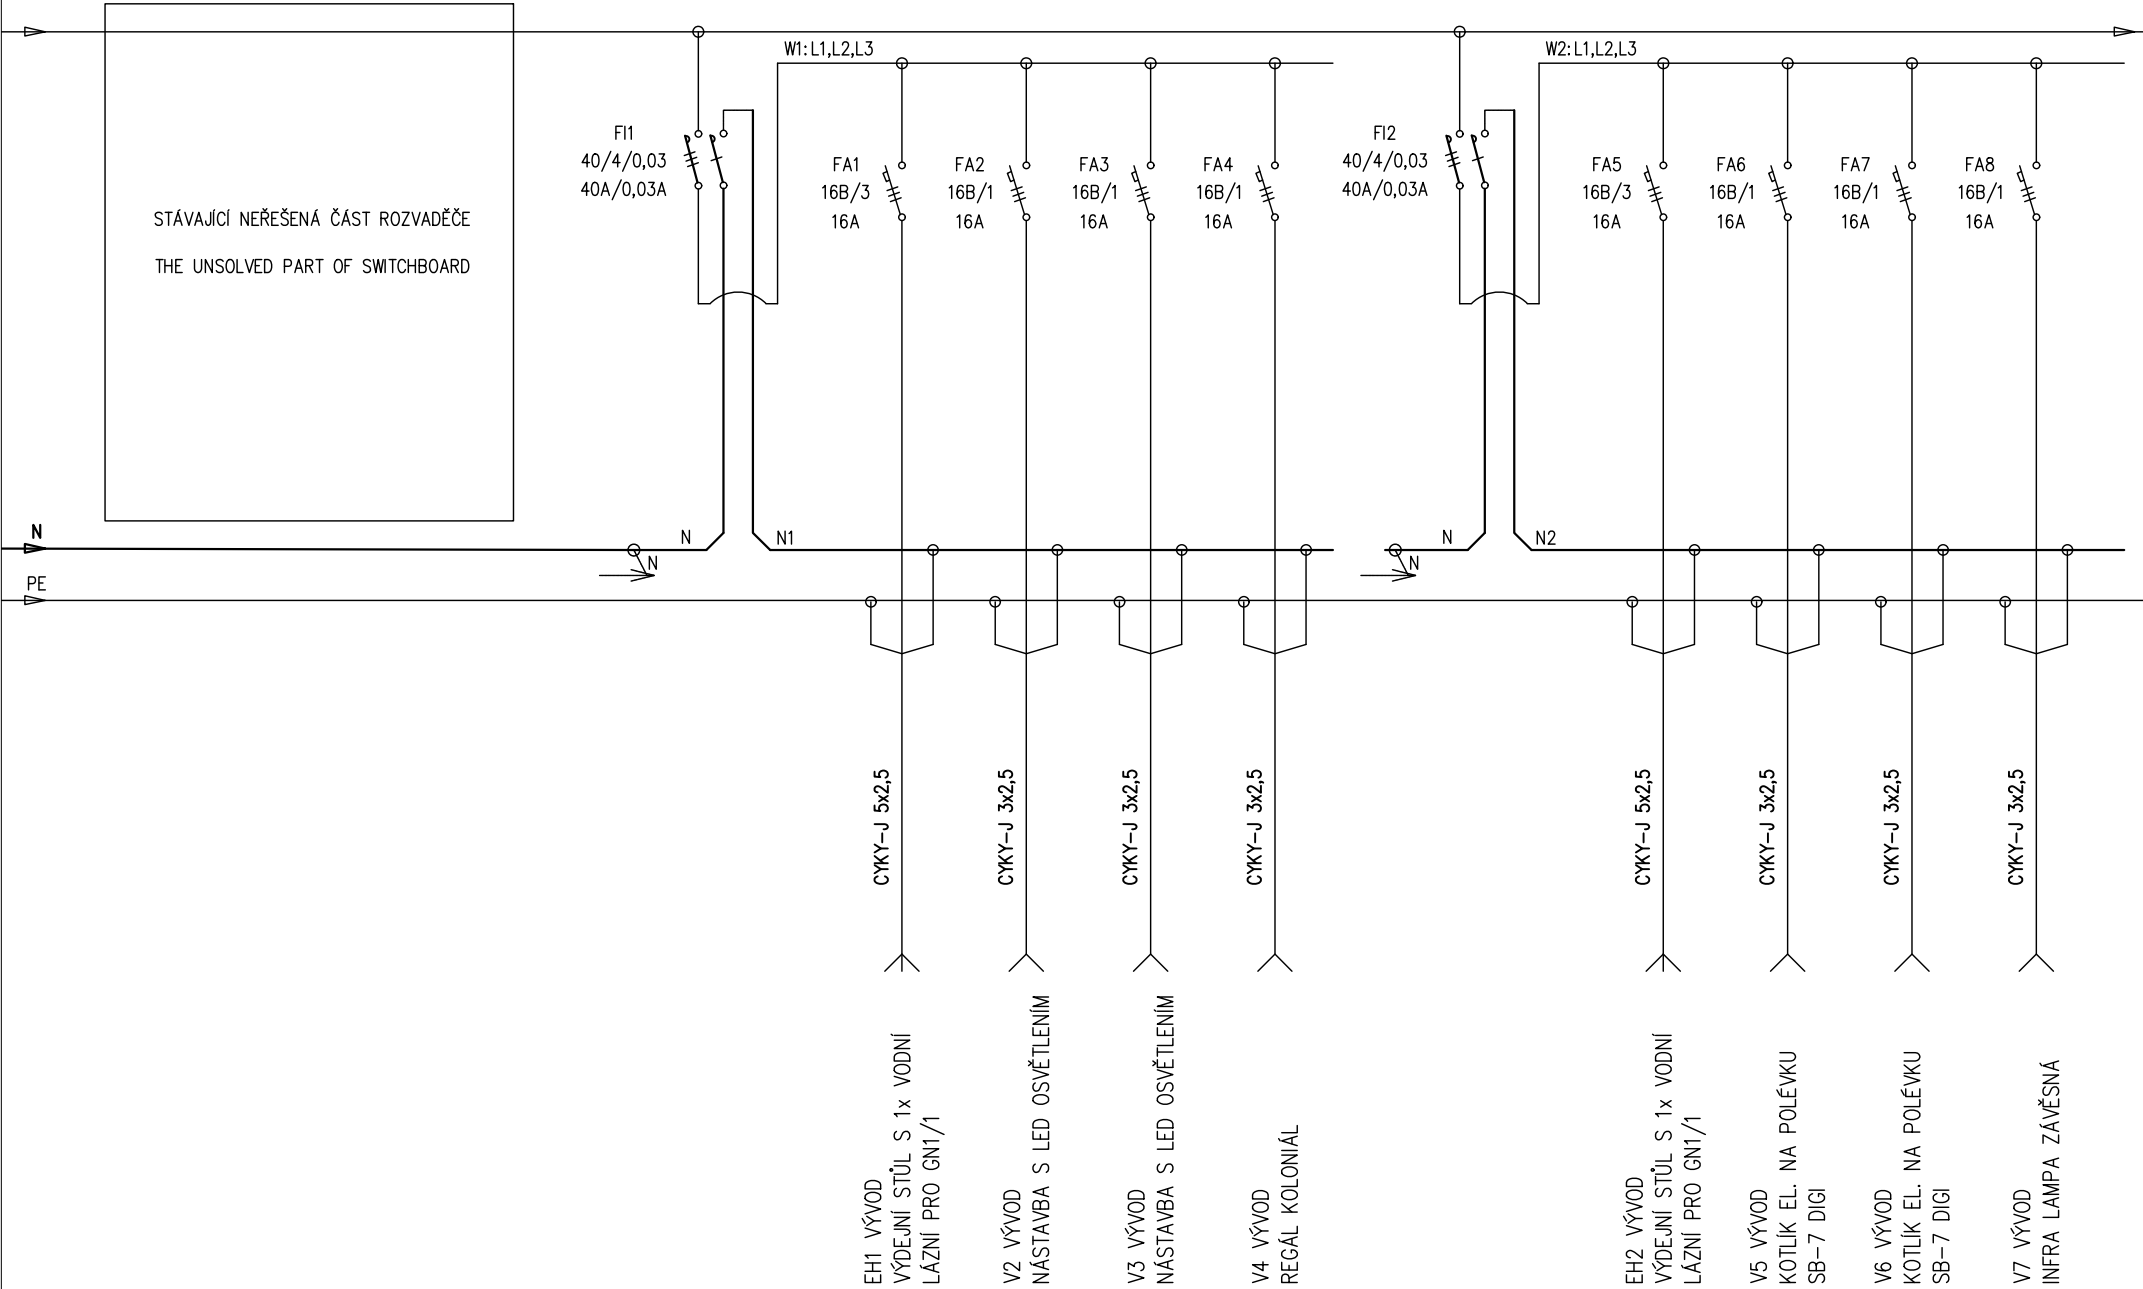 STÁVAJÍCÍ NEŘEŠENÁ ČÁST ROZVADĚČE
THE UNSOLVED PART OF SWITCHBOARD
N
PE
FI1
40/4/0,03
40A/0,03A
W1:L1,L2,L3
FA1
16B/3
16A
FA2
16B/1
16A
FA3
16B/1
16A
FA4
16B/1
16A
N
N1
N
FI2
40/4/0,03
40A/0,03A
W2:L1,L2,L3
FA5
16B/3
16A
FA6
16B/1
16A
FA7
16B/1
16A
FA8
16B/1
16A
N
N2
N
CYKY-J 5x2,5
CYKY-J 3x2,5
CYKY-J 3x2,5
CYKY-J 3x2,5
CYKY-J 5x2,5
CYKY-J 3x2,5
CYKY-J 3x2,5
CYKY-J 3x2,5
EH1 VÝVOD
VÝDEJNÍ STŮL S 1x VODNÍ
LÁZNÍ PRO GN1/1
V2 VÝVOD
NÁSTAVBA S LED OSVĚTLENÍM
V3 VÝVOD
NÁSTAVBA S LED OSVĚTLENÍM
V4 VÝVOD
REGÁL KOLONIÁL
EH2 VÝVOD
VÝDEJNÍ STŮL S 1x VODNÍ
LÁZNÍ PRO GN1/1
V5 VÝVOD
KOTLÍK EL. NA POLÉVKU
SB-7 DIGI
V6 VÝVOD
KOTLÍK EL. NA POLÉVKU
SB-7 DIGI
V7 VÝVOD
INFRA LAMPA ZÁVĚSNÁ